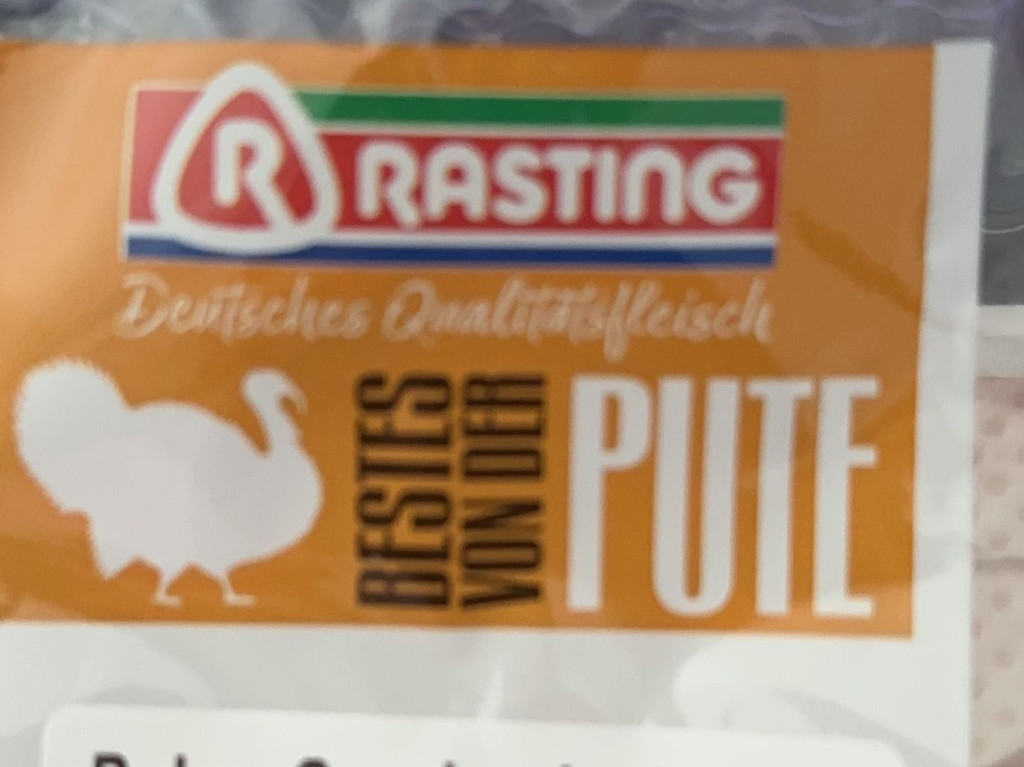 R RASTING
Deutsches Qualitätsfleisch
BESTES
VON DER
PUTE